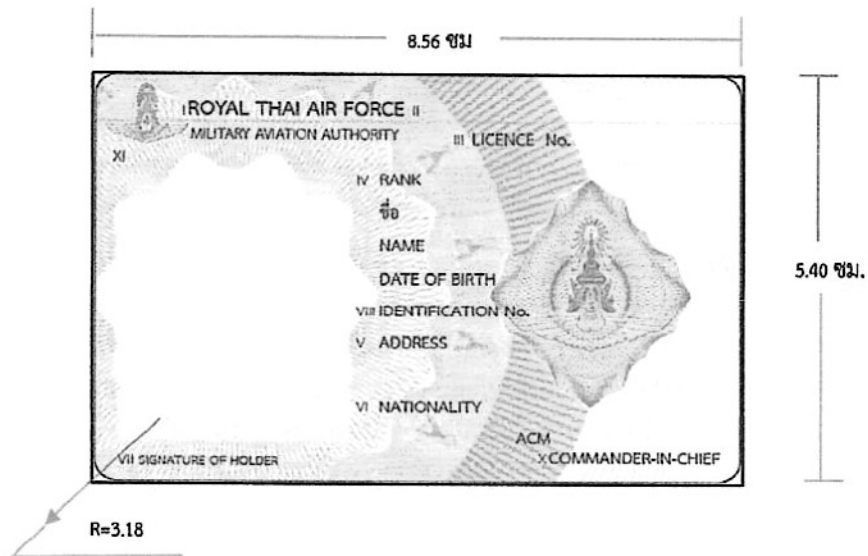 8.56 ซม
I ROYAL THAI AIR FORCE II
MILITARY AVIATION AUTHORITY
III LICENCE No.
XI
IV RANK
ชื่อ
NAME
DATE OF BIRTH
VIII IDENTIFICATION No.
V ADDRESS
VI NATIONALITY
ACM
VII SIGNATURE OF HOLDER
X COMMANDER-IN-CHIEF
5.40 ซม.
R=3.18